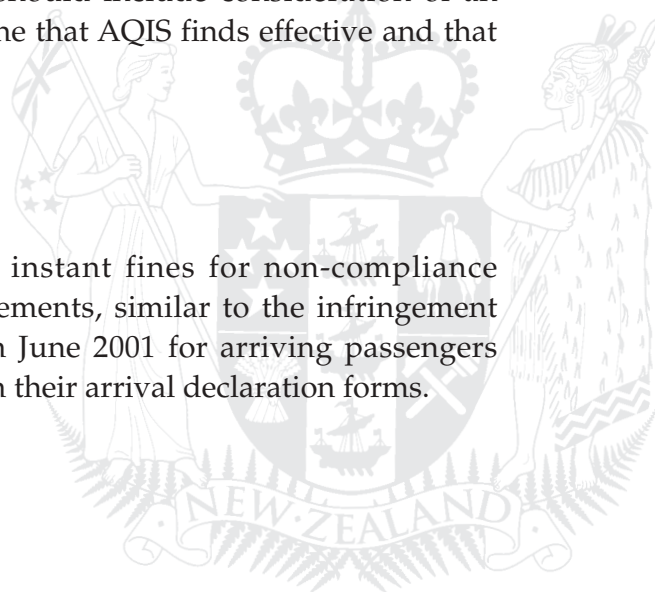 should include consideration of an
ne that AQIS finds effective and that
instant fines for non-compliance
ements, similar to the infringement
n June 2001 for arriving passengers
n their arrival declaration forms.
NEW·ZEALAND